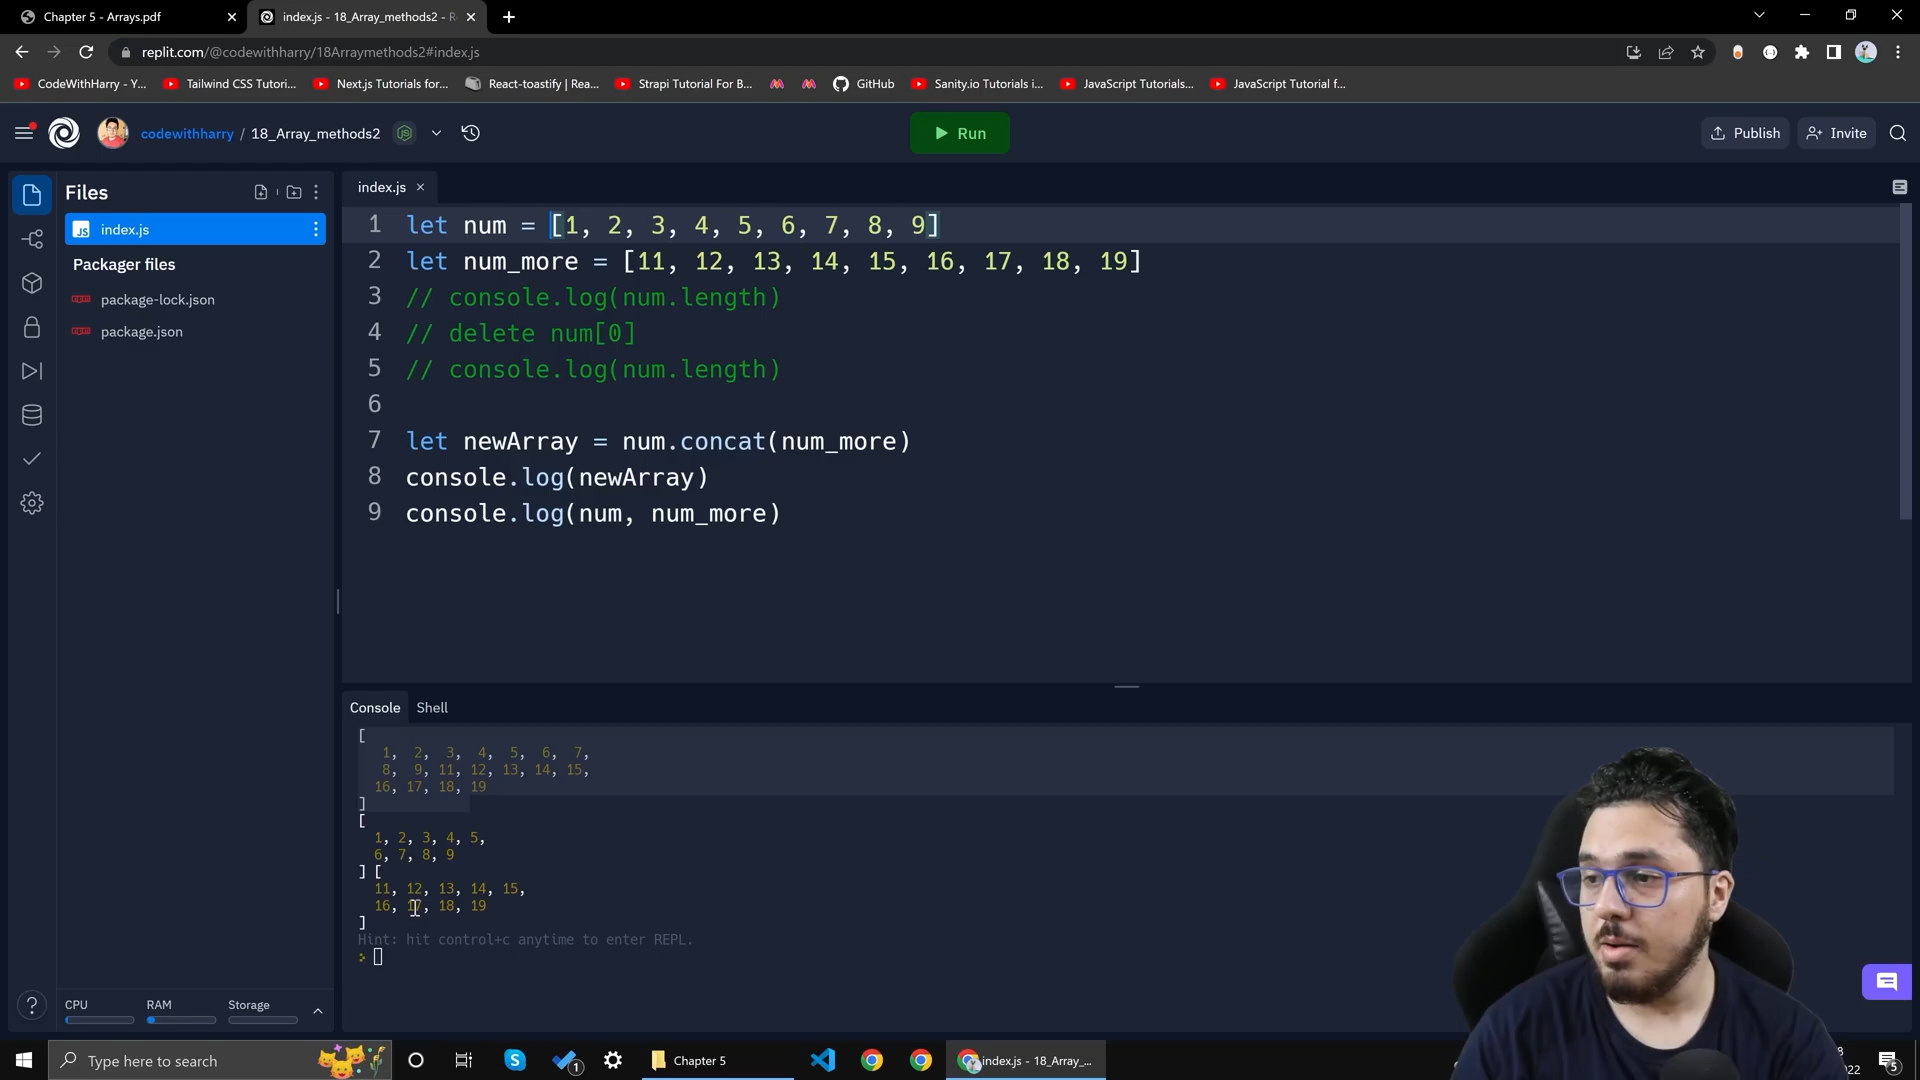 Chapter 5 - Arrays.pdf
index.js - 18_Array_methods2 - R
replit.com/@codewithharry/18Arraymethods2#index.js
CodeWithHarry - Y...
Tailwind CSS Tutori...
Next.js Tutorials for...
React-toastify | Rea...
Strapi Tutorial For B...
GitHub
Sanity.io Tutorials i...
JavaScript Tutorials...
JavaScript Tutorial f...
codewithharry / 18_Array_methods2
Run
Publish
Invite
Files
index.js
Packager files
package-lock.json
package.json
index.js
1 let num = [1, 2, 3, 4, 5, 6, 7, 8, 9]
2 let num_more = [11, 12, 13, 14, 15, 16, 17, 18, 19]
3 // console.log(num.length)
4 // delete num[0]
5 // console.log(num.length)
6
7 let newArray = num.concat(num_more)
8 console.log(newArray)
9 console.log(num, num_more)
Console Shell
[
1, 2, 3, 4, 5, 6, 7,
8, 9, 11, 12, 13, 14, 15,
16, 17, 18, 19
]
[
1, 2, 3, 4, 5,
6, 7, 8, 9
] [
11, 12, 13, 14, 15,
16, 17, 18, 19
]
Hint: hit control+c anytime to enter REPL.
CPU RAM Storage
Type here to search
1
Chapter 5
index.js - 18_Array_...
5